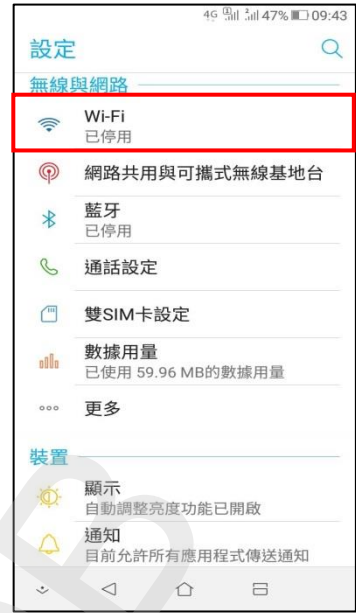 4G 47% 09:43
設定
無線與網路
Wi-Fi
已停用
網路共用與可攜式無線基地台
藍牙
已停用
通話設定
雙SIM卡設定
數據用量
已使用 59.96 MB的數據用量
更多
裝置
顯示
自動調整亮度功能已開啟
通知
目前允許所有應用程式傳送通知